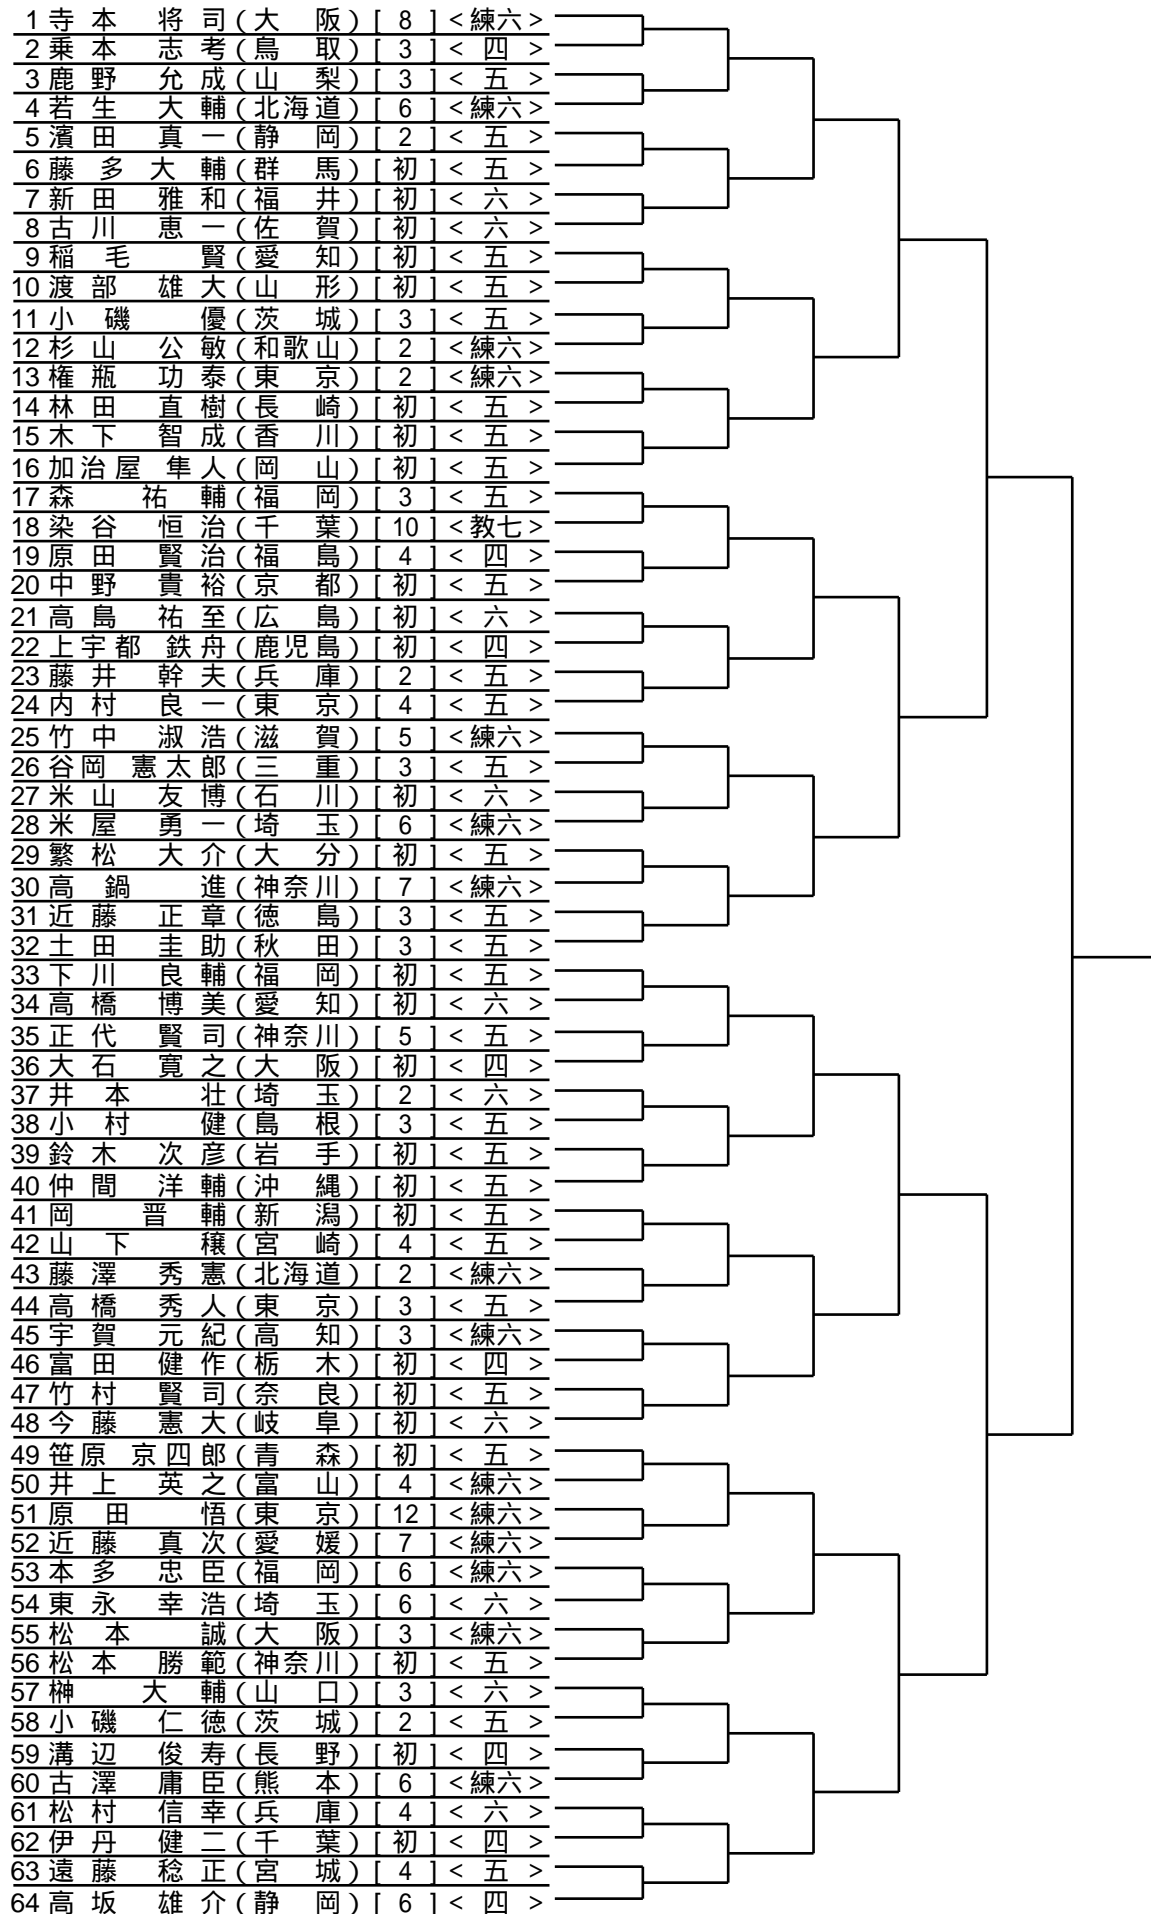 1 寺本 将司 (大阪) [ 8 ] <練六>
2 乗本 志考 (鳥取) [ 3 ] < 四 >
3 鹿野 允成 (山梨) [ 3 ] < 五 >
4 若生 大輔 (北海道) [ 6 ] <練六>
5 濱田 真一 (静岡) [ 2 ] < 五 >
6 藤多 大輔 (群馬) [ 初 ] < 五 >
7 新田 雅和 (福井) [ 初 ] < 六 >
8 古川 恵一 (佐賀) [ 初 ] < 六 >
9 稲毛 賢 (愛知) [ 初 ] < 五 >
10 渡部 雄大 (山形) [ 初 ] < 五 >
11 小磯 優 (茨城) [ 3 ] < 五 >
12 杉山 公敏 (和歌山) [ 2 ] <練六>
13 権瓶 功泰 (東京) [ 2 ] <練六>
14 林田 直樹 (長崎) [ 初 ] < 五 >
15 木下 智成 (香川) [ 初 ] < 五 >
16 加治屋 隼人 (岡山) [ 初 ] < 五 >
17 森 祐輔 (福岡) [ 3 ] < 五 >
18 染谷 恒治 (千葉) [ 10 ] <教七>
19 原田 賢治 (福島) [ 4 ] < 四 >
20 中野 貴裕 (京都) [ 初 ] < 五 >
21 高島 祐至 (広島) [ 初 ] < 六 >
22 上宇都 鉄舟 (鹿児島) [ 初 ] < 四 >
23 藤井 幹夫 (兵庫) [ 2 ] < 五 >
24 内村 良一 (東京) [ 4 ] < 五 >
25 竹中 淑浩 (滋賀) [ 5 ] <練六>
26 谷岡 憲太郎 (三重) [ 3 ] < 五 >
27 米山 友博 (石川) [ 初 ] < 六 >
28 米屋 勇一 (埼玉) [ 6 ] <練六>
29 繁松 大介 (大分) [ 初 ] < 五 >
30 高鍋 進 (神奈川) [ 7 ] <練六>
31 近藤 正章 (徳島) [ 3 ] < 五 >
32 土田 圭助 (秋田) [ 3 ] < 五 >
33 下川 良輔 (福岡) [ 初 ] < 五 >
34 高橋 博美 (愛知) [ 初 ] < 六 >
35 正代 賢司 (神奈川) [ 5 ] < 五 >
36 大石 寛之 (大阪) [ 初 ] < 四 >
37 井本 壮 (埼玉) [ 2 ] < 六 >
38 小村 健 (島根) [ 3 ] < 五 >
39 鈴木 次彦 (岩手) [ 初 ] < 五 >
40 仲間 洋輔 (沖縄) [ 初 ] < 五 >
41 岡 晋輔 (新潟) [ 初 ] < 五 >
42 山下 穣 (宮崎) [ 4 ] < 五 >
43 藤澤 秀憲 (北海道) [ 2 ] <練六>
44 高橋 秀人 (東京) [ 3 ] < 五 >
45 宇賀 元紀 (高知) [ 3 ] <練六>
46 富田 健作 (栃木) [ 初 ] < 四 >
47 竹村 賢司 (奈良) [ 初 ] < 五 >
48 今藤 憲大 (岐阜) [ 初 ] < 六 >
49 笹原 京四郎 (青森) [ 初 ] < 五 >
50 井上 英之 (富山) [ 4 ] <練六>
51 原田 悟 (東京) [ 12 ] <練六>
52 近藤 真次 (愛媛) [ 7 ] <練六>
53 本多 忠臣 (福岡) [ 6 ] <練六>
54 東永 幸浩 (埼玉) [ 6 ] < 六 >
55 松本 誠 (大阪) [ 3 ] <練六>
56 松本 勝範 (神奈川) [ 初 ] < 五 >
57 榊 大輔 (山口) [ 3 ] < 六 >
58 小磯 仁徳 (茨城) [ 2 ] < 五 >
59 溝辺 俊寿 (長野) [ 初 ] < 四 >
60 古澤 庸臣 (熊本) [ 6 ] <練六>
61 松村 信幸 (兵庫) [ 4 ] < 六 >
62 伊丹 健二 (千葉) [ 初 ] < 四 >
63 遠藤 稔正 (宮城) [ 4 ] < 五 >
64 高坂 雄介 (静岡) [ 6 ] < 四 >